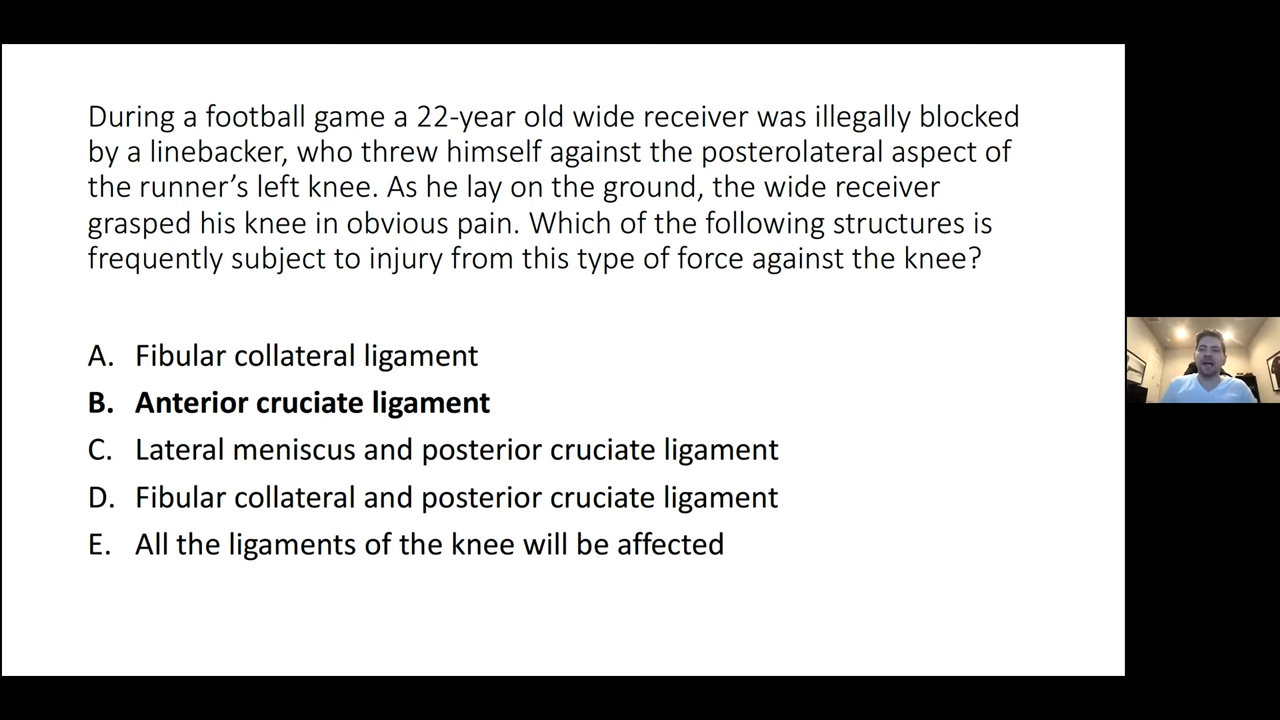 During a football game a 22-year old wide receiver was illegally blocked
by a linebacker, who threw himself against the posterolateral aspect of
the runner’s left knee. As he lay on the ground, the wide receiver
grasped his knee in obvious pain. Which of the following structures is
frequently subject to injury from this type of force against the knee?
A. Fibular collateral ligament
B. Anterior cruciate ligament
C. Lateral meniscus and posterior cruciate ligament
D. Fibular collateral and posterior cruciate ligament
E. All the ligaments of the knee will be affected